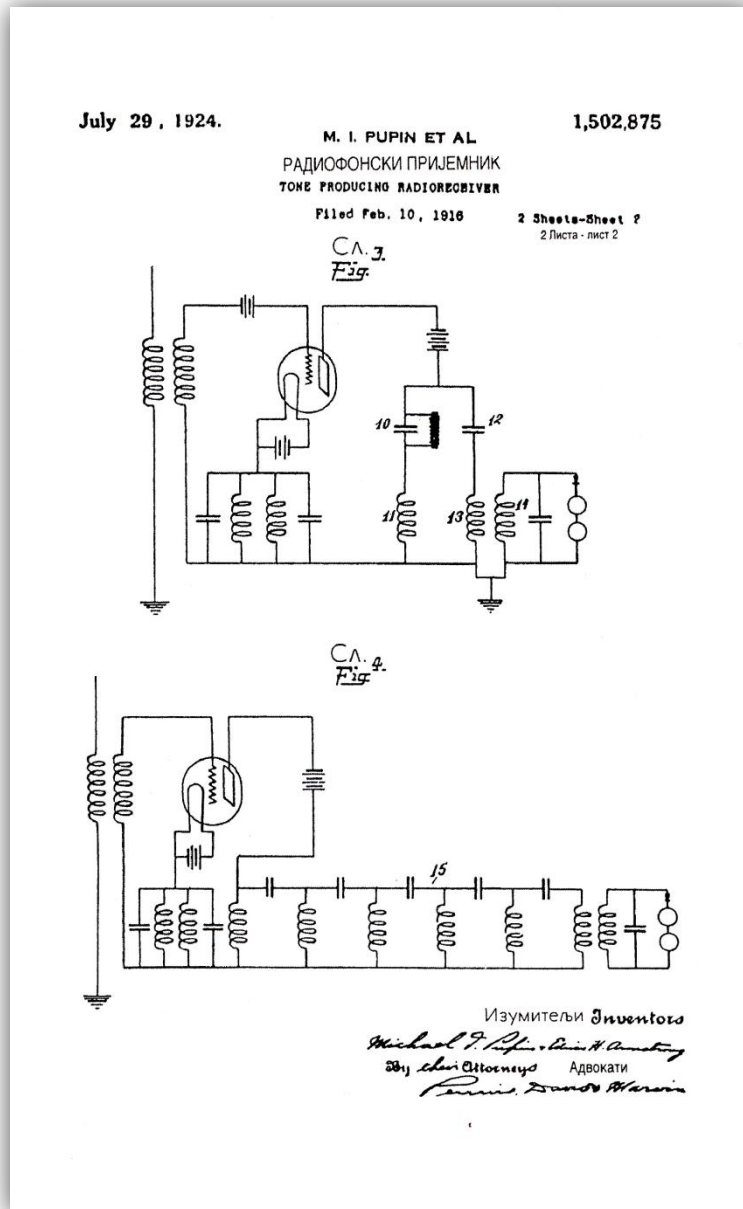 July 29, 1924. 1,502,875
M. I. PUPIN ET AL
РАДИОФОНСКИ ПРИЈЕМНИК
TONE PRODUCING RADIORECEIVER
Filed Feb. 10, 1916 2 Sheets-Sheet 2
2 Листа - лист 2
Сл. 3.
Fig.
10
12
11
13
14
Сл. 4.
Fig
15
Изумитељи Inventors
Michael I. Pupin & Edwin H. Armstrong
By their Attorneys Адвокати